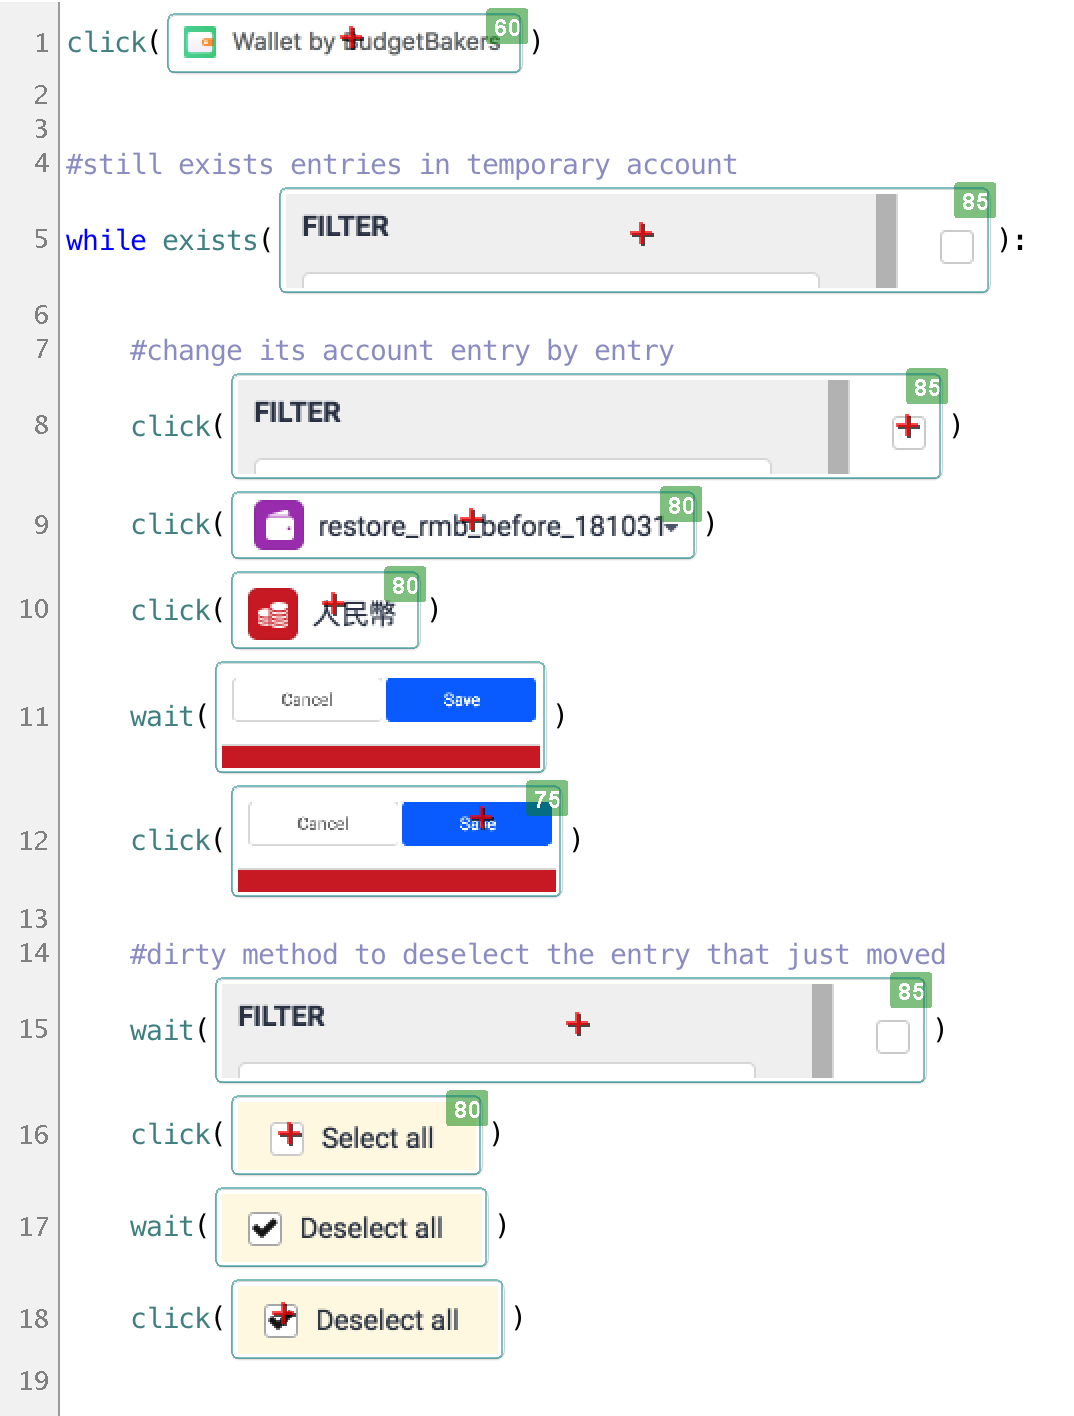 1 click( Wallet by BudgetBakers 60 )
2
3
4 #still exists entries in temporary account
5 while exists( FILTER 85 ):
6
7 #change its account entry by entry
8 click( FILTER 85 )
9 click( restore_rmb_before_181031 80 )
10 click( 人民幣 80 )
11 wait( Cancel Save )
12 click( Cancel Save 75 )
13
14 #dirty method to deselect the entry that just moved
15 wait( FILTER 85 )
16 click( Select all 80 )
17 wait( Deselect all )
18 click( Deselect all )
19